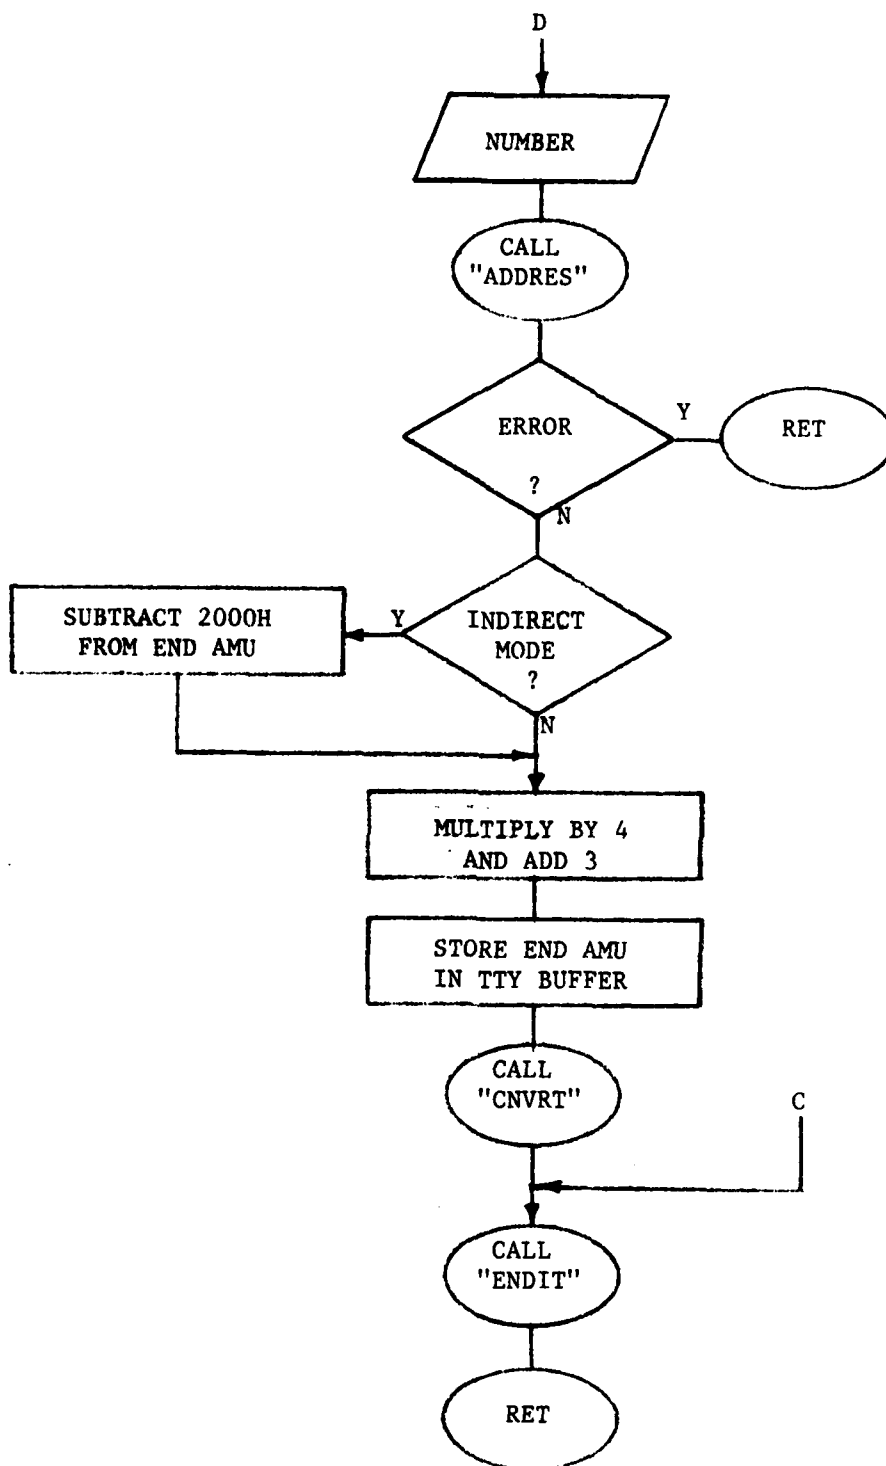 D
NUMBER
CALL
"ADDRES"
ERROR
?
Y
RET
N
INDIRECT
MODE
?
Y
SUBTRACT 2000H
FROM END AMU
N
MULTIPLY BY 4
AND ADD 3
STORE END AMU
IN TTY BUFFER
CALL
"CNVRT"
C
CALL
"ENDIT"
RET